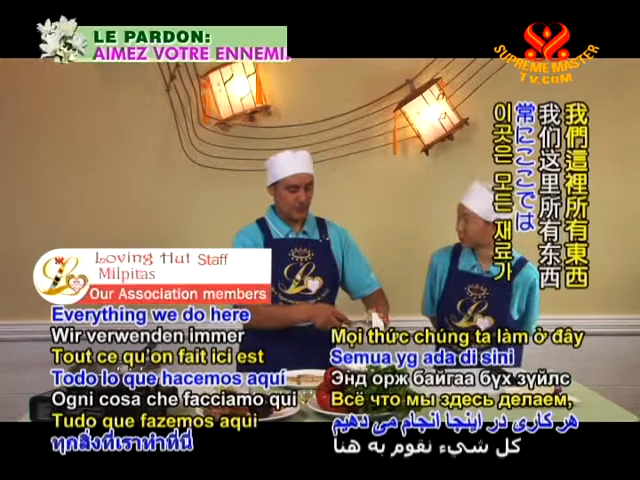 LE PARDON:
AIMEZ VOTRE ENNEMI.
SUPREME MASTER
TV.COM
我們這裡所有東西
我们这里所有东西
常にここでは
이곳은 모든 재료가
Loving Hut Staff
Milpitas
Our Association members
Everything we do here
Wir verwenden immer
Tout ce qu'on fait ici est
Todo lo que hacemos aquí
Ogni cosa che facciamo qui
Tudo que fazemos aqui
ทุกสิ่งที่เราทำที่นี่
Mọi thức chúng ta làm ở đây
Semua yg ada di sini
Энд орж байгаа бүх зүйлс
Всё что мы здесь делаем,
هر کاری در اینجا انجام می دهیم
كل شيء نقوم به هنا